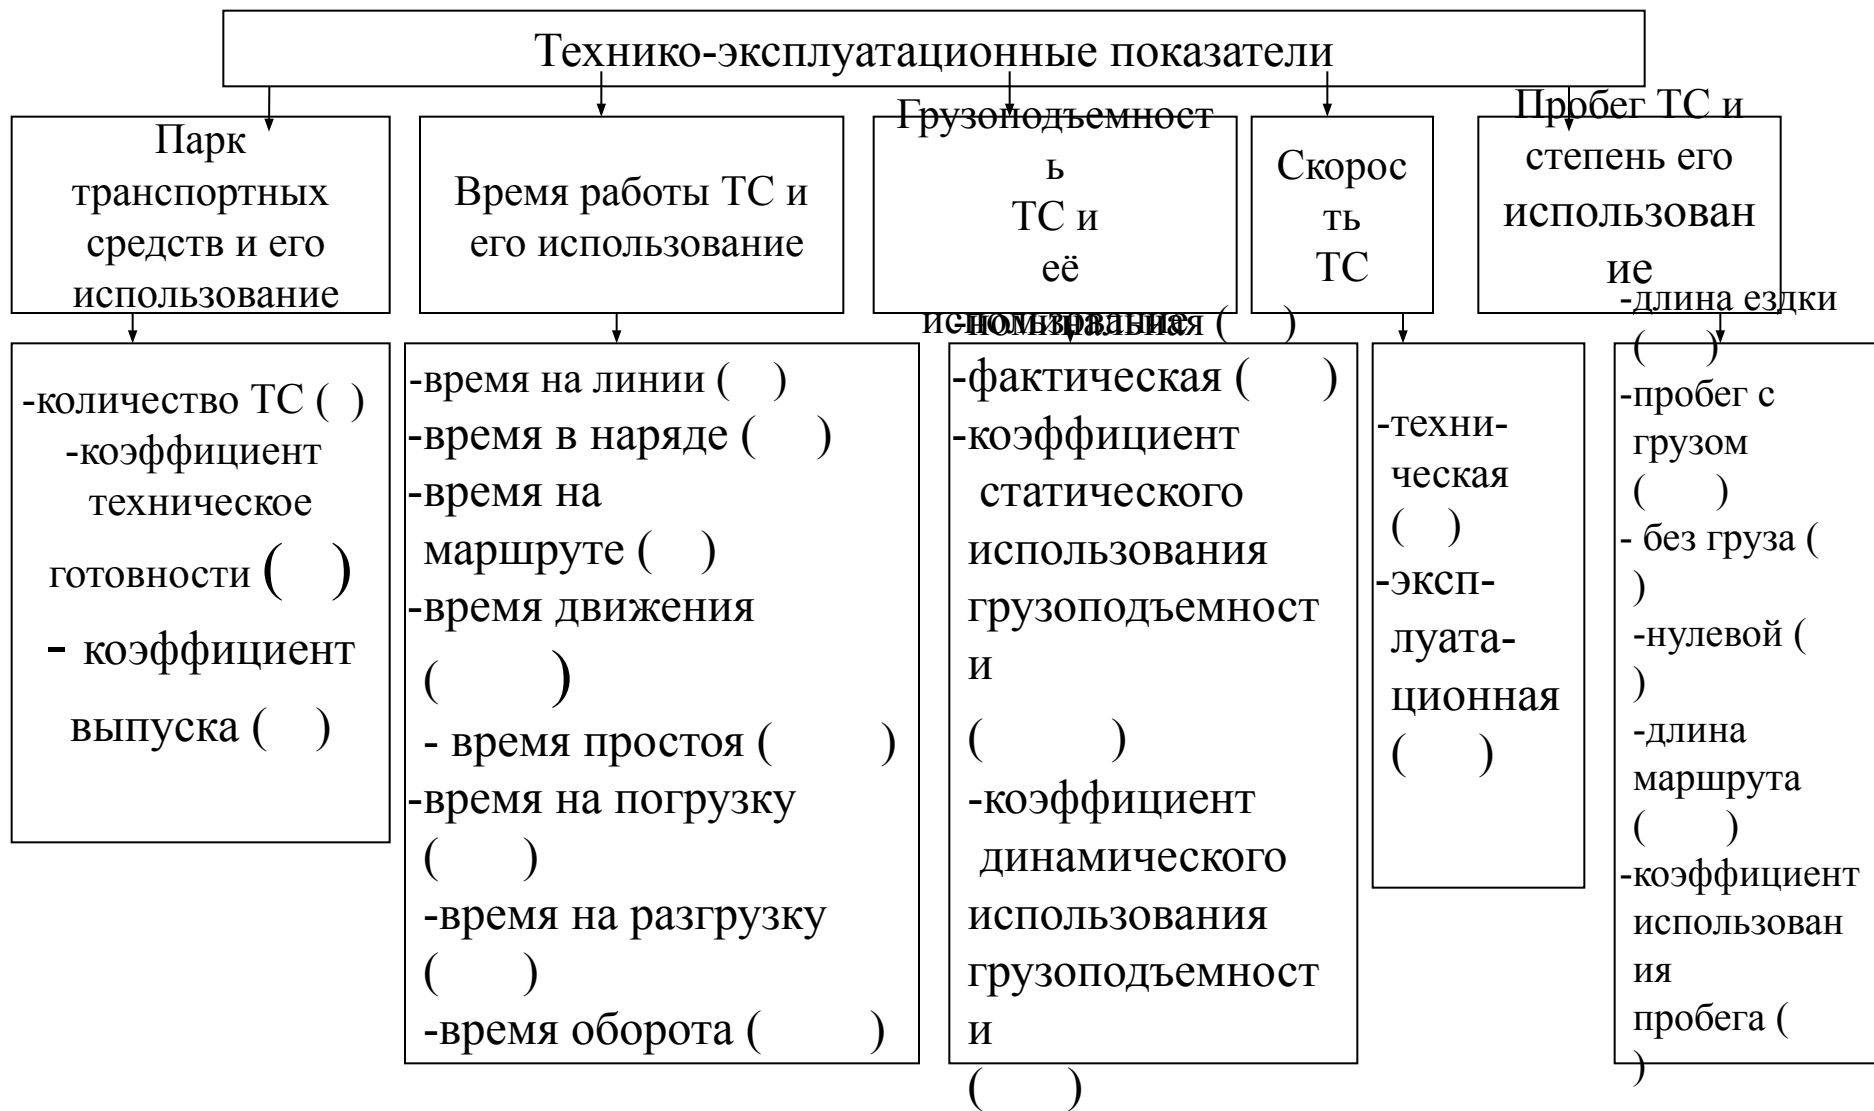 Технико-эксплуатационные показатели
Парк
транспортных
средств и его
использование
Время работы ТС и
его использование
Грузоподъемност
ь
ТС и
её
использование
Скорос
ть
ТС
Пробег ТС и
степень его
использован
ие
-количество ТС ( )
-коэффициент
техническое
готовности ( )
- коэффициент
выпуска ( )
-время на линии ( )
-время в наряде ( )
-время на
маршруте ( )
-время движения
( )
- время простоя ( )
-время на погрузку
( )
-время на разгрузку
( )
-время оборота ( )
-номинальная ( )
-фактическая ( )
-коэффициент
статического
использования
грузоподъемност
и
( )
-коэффициент
динамического
использования
грузоподъемност
и
( )
-техни-
ческая
( )
-эксп-
луата-
ционная
( )
-длина ездки
( )
-пробег с
грузом
( )
- без груза (
)
-нулевой (
)
-длина
маршрута
( )
-коэффициент
использован
ия
пробега (
)